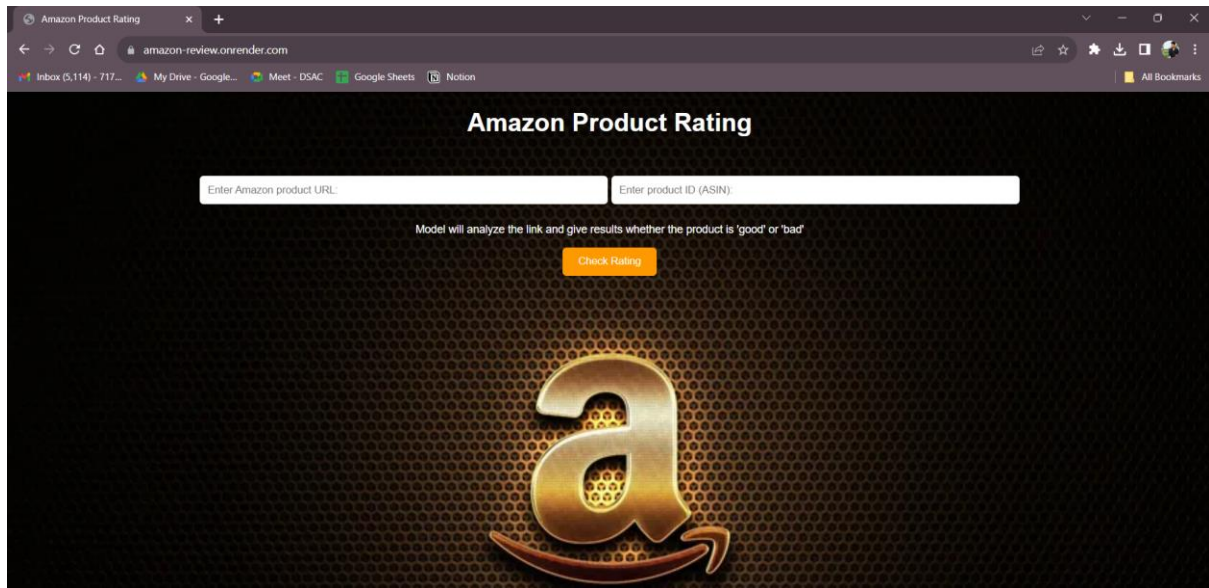 Amazon Product Rating
amazon-review.onrender.com
Inbox (5,114) - 717... My Drive - Google... Meet - DSAC Google Sheets Notion All Bookmarks
Amazon Product Rating
Enter Amazon product URL: Enter product ID (ASIN):
Model will analyze the link and give results whether the product is 'good' or 'bad'
Check Rating
a